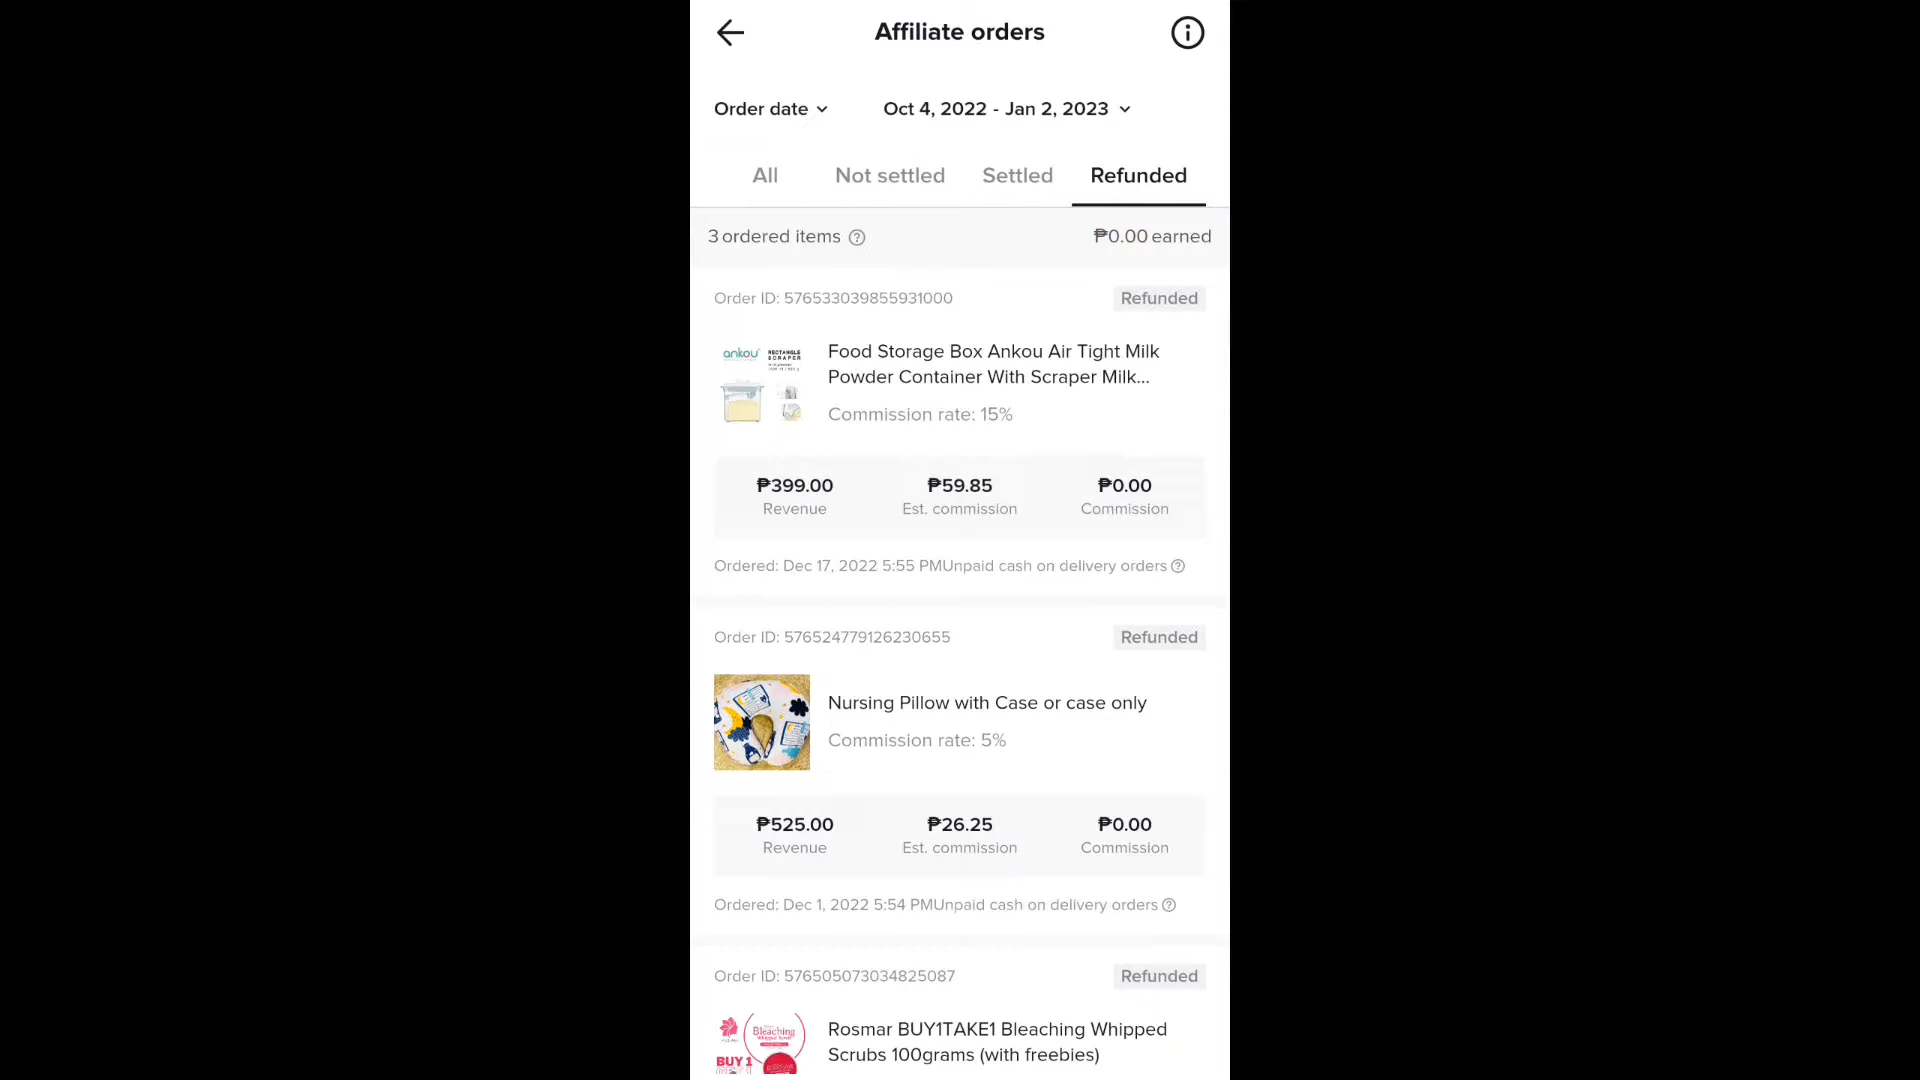 Affiliate orders
Order date
Oct 4, 2022 - Jan 2, 2023
All
Not settled
Settled
Refunded
3 ordered items
₱0.00 earned
Order ID: 576533039855931000
Refunded
ankou
RECTANGLE
SCRAPER
Food Storage Box Ankou Air Tight Milk
Powder Container With Scraper Milk...
Commission rate: 15%
₱399.00
Revenue
₱59.85
Est. commission
₱0.00
Commission
Ordered: Dec 17, 2022 5:55 PMUnpaid cash on delivery orders
Order ID: 576524779126230655
Refunded
Nursing Pillow with Case or case only
Commission rate: 5%
₱525.00
Revenue
₱26.25
Est. commission
₱0.00
Commission
Ordered: Dec 1, 2022 5:54 PMUnpaid cash on delivery orders
Order ID: 576505073034825087
Refunded
Bleaching
BUY 1
Rosmar BUY1TAKE1 Bleaching Whipped
Scrubs 100grams (with freebies)